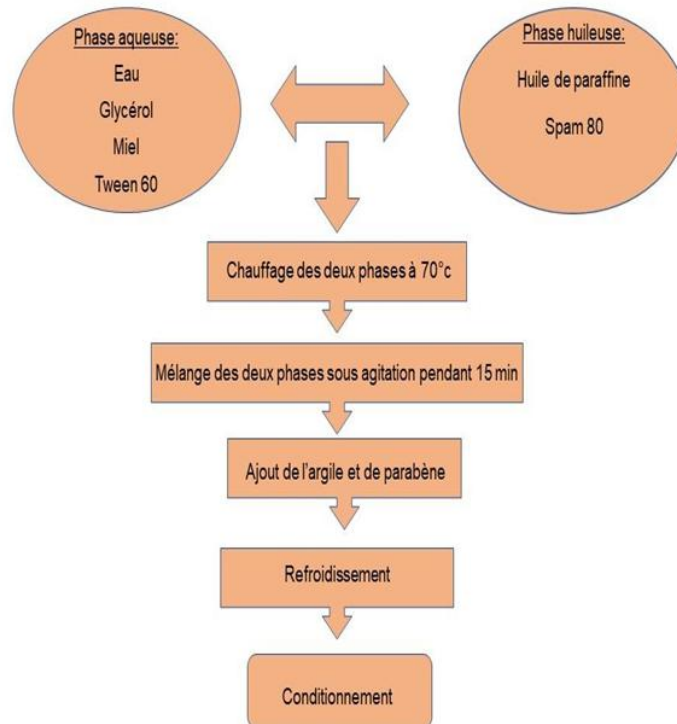 Phase aqueuse:
Eau
Glycérol
Miel
Tween 60
Phase huileuse:
Huile de paraffine
Spam 80
Chauffage des deux phases à 70°c
Mélange des deux phases sous agitation pendant 15 min
Ajout de l'argile et de parabène
Refroidissement
Conditionnement